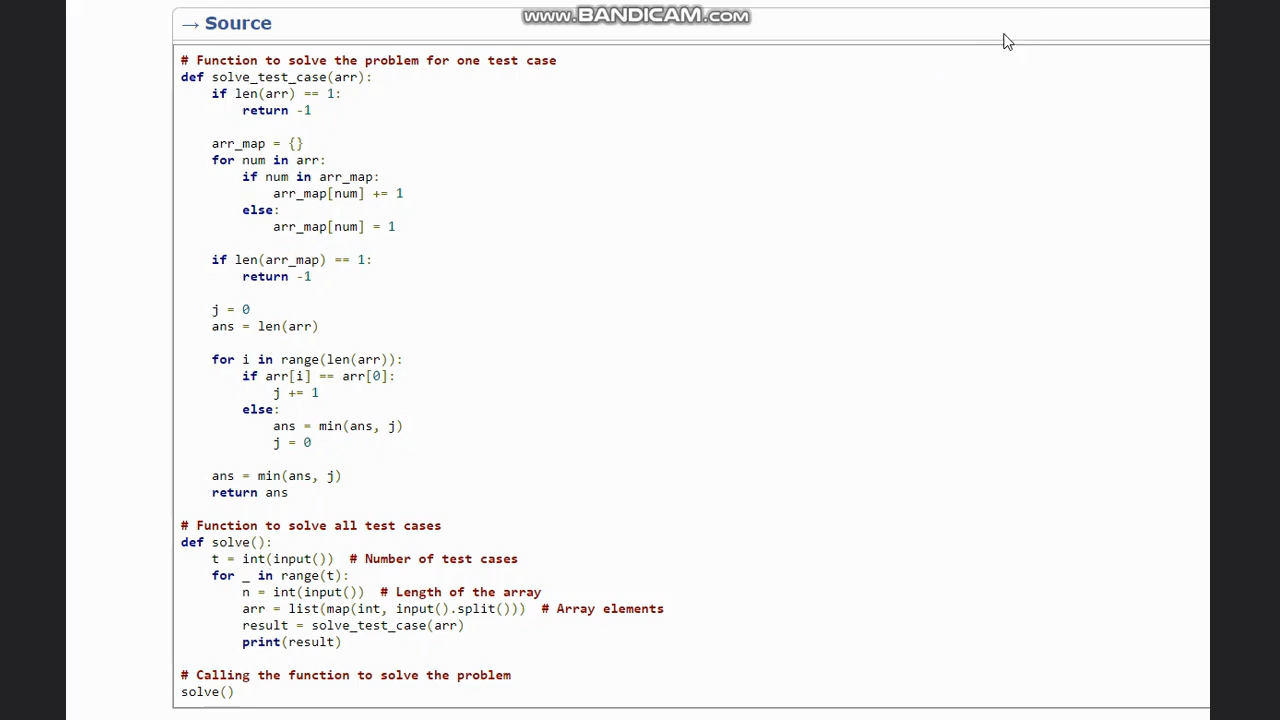 www.BANDICAM.com
→ Source
# Function to solve the problem for one test case
def solve_test_case(arr):
    if len(arr) == 1:
        return -1

    arr_map = {}
    for num in arr:
        if num in arr_map:
            arr_map[num] += 1
        else:
            arr_map[num] = 1

    if len(arr_map) == 1:
        return -1

    j = 0
    ans = len(arr)

    for i in range(len(arr)):
        if arr[i] == arr[0]:
            j += 1
        else:
            ans = min(ans, j)
            j = 0

    ans = min(ans, j)
    return ans

# Function to solve all test cases
def solve():
    t = int(input())  # Number of test cases
    for _ in range(t):
        n = int(input())  # Length of the array
        arr = list(map(int, input().split()))  # Array elements
        result = solve_test_case(arr)
        print(result)

# Calling the function to solve the problem
solve()